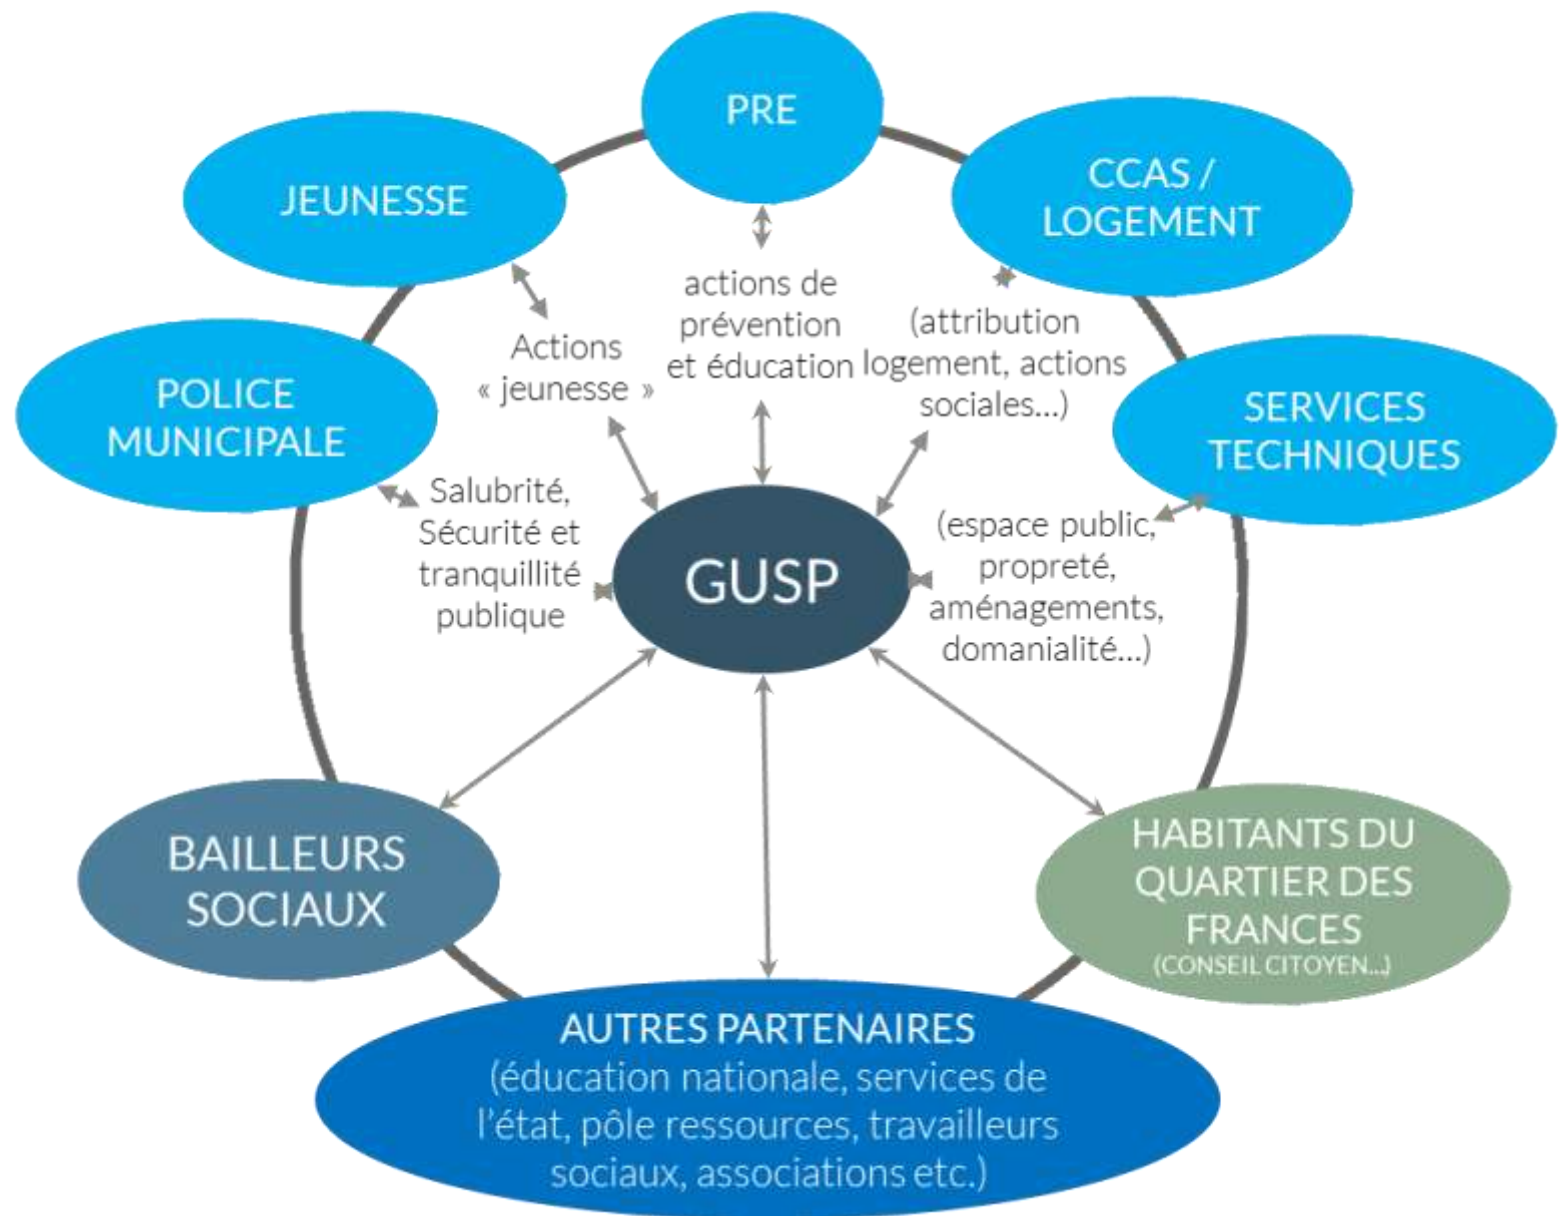 PRE
JEUNESSE
CCAS /
LOGEMENT
POLICE
MUNICIPALE
SERVICES
TECHNIQUES
actions de
prévention
et éducation
Actions
« jeunesse »
(attribution
logement, actions
sociales...)
Salubrité,
Sécurité et
tranquillité
publique
GUSP
(espace public,
propreté,
aménagements,
domanialité...)
BAILLEURS
SOCIAUX
HABITANTS DU
QUARTIER DES
FRANCES
(CONSEIL CITOYEN...)
AUTRES PARTENAIRES
(éducation nationale, services de
l'état, pôle ressources, travailleurs
sociaux, associations etc.)